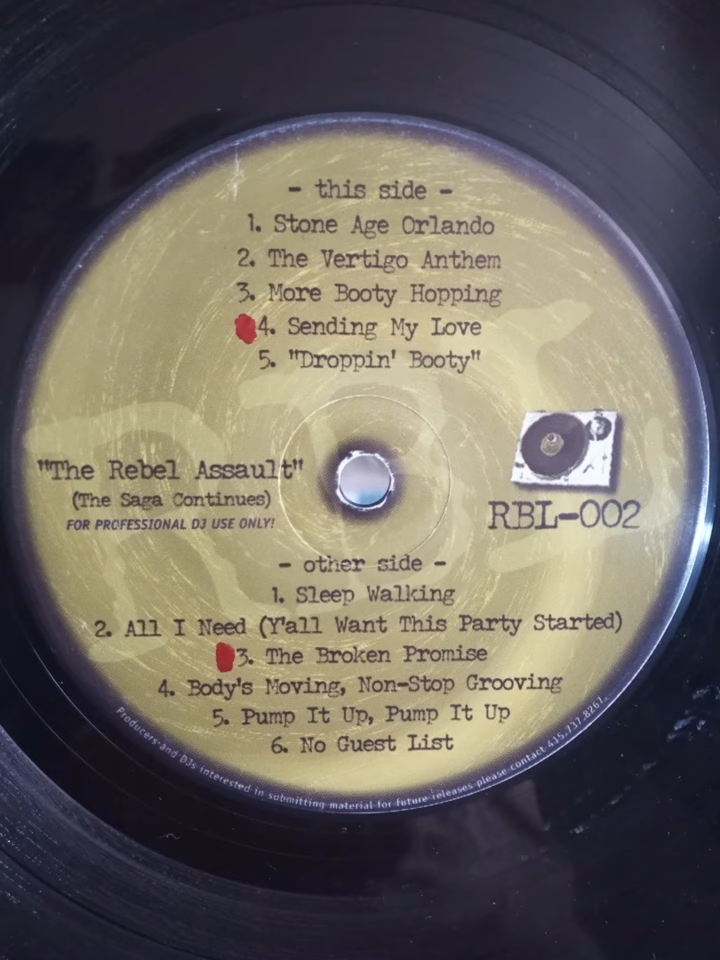 - this side -
1. Stone Age Orlando
2. The Vertigo Anthem
3. More Booty Hopping
4. Sending My Love
5. "Droppin' Booty"
"The Rebel Assault"
(The Saga Continues)
FOR PROFESSIONAL DJ USE ONLY!
RBL-002
- other side -
1. Sleep Walking
2. All I Need (Y'all Want This Party Started)
3. The Broken Promise
4. Body's Moving, Non-Stop Grooving
5. Pump It Up, Pump It Up
6. No Guest List
Producers and DJs interested in submitting material for future releases please contact 415.737.8267.